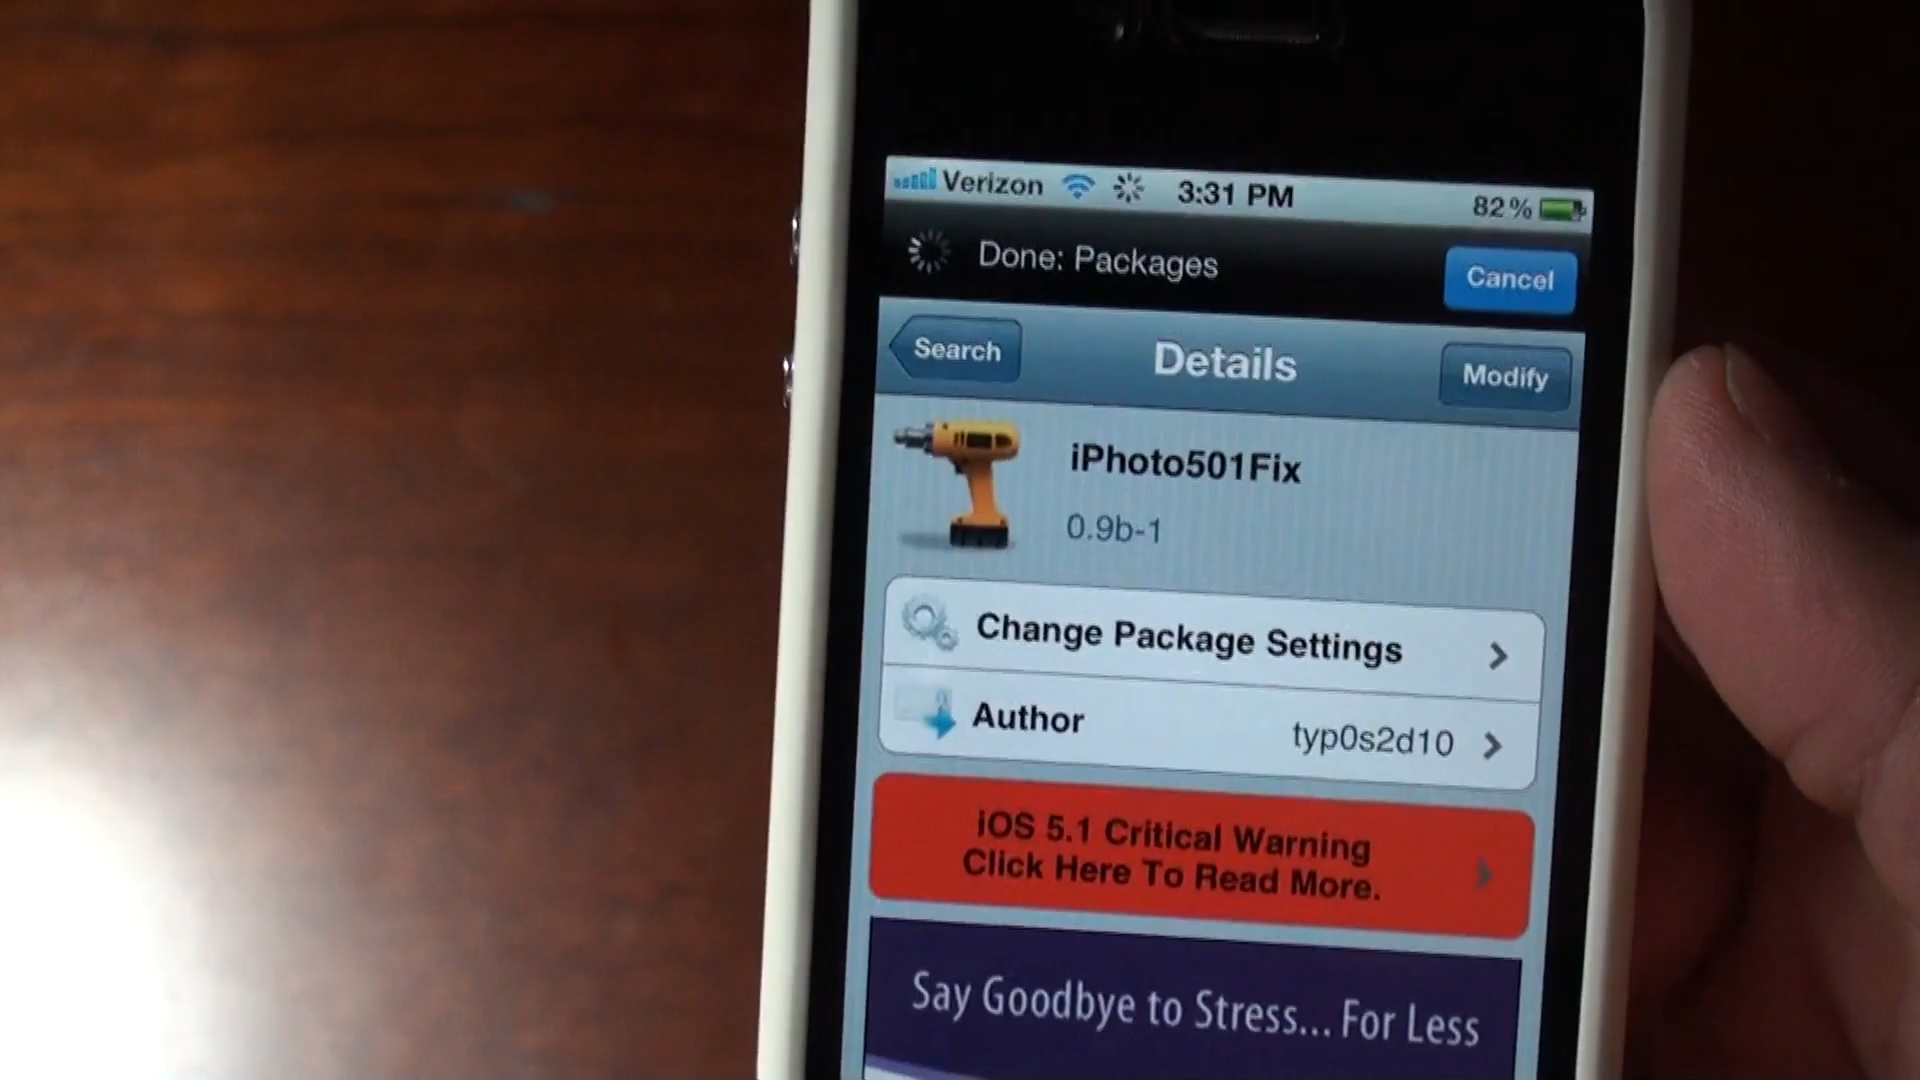 Verizon 3:31 PM 82%
Done: Packages Cancel
Search Details Modify
iPhoto501Fix
0.9b-1
Change Package Settings
Author typ0s2d10
iOS 5.1 Critical Warning
Click Here To Read More.
Say Goodbye to Stress... For Less